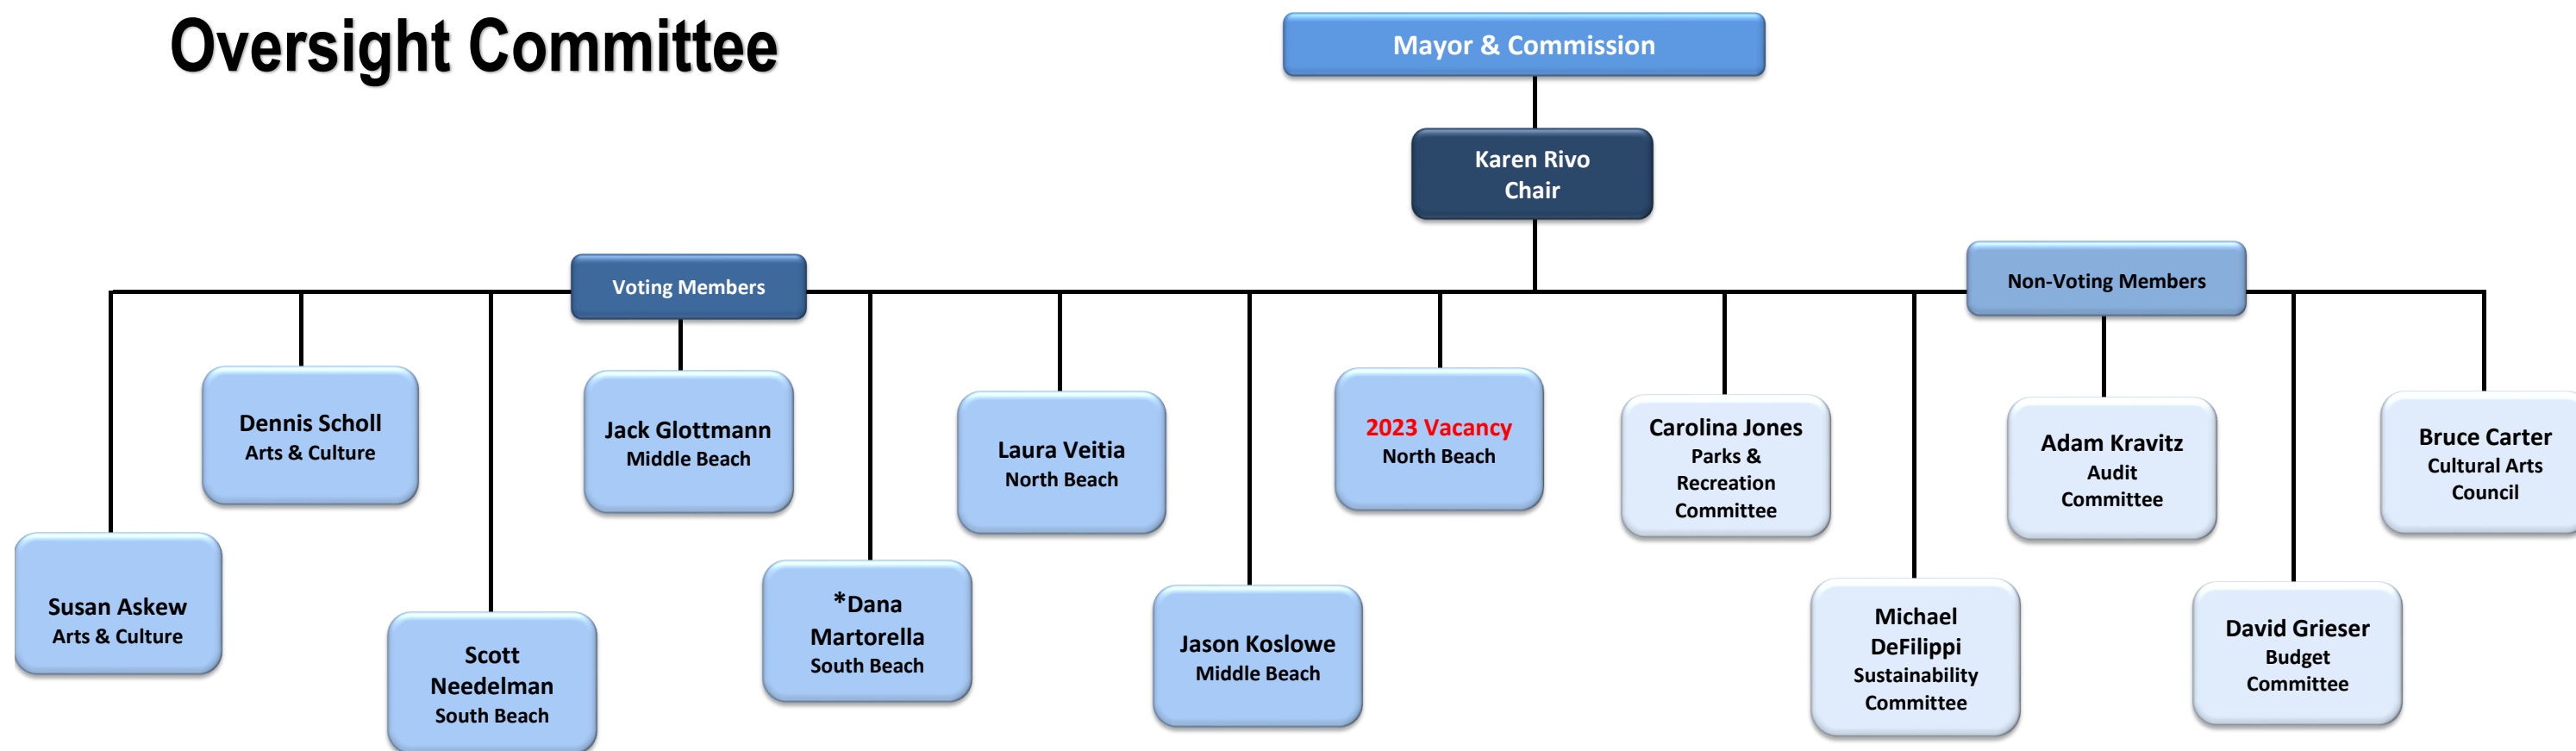 Oversight Committee
Mayor & Commission
Karen Rivo
Chair
Voting Members
Non-Voting Members
Susan Askew
Arts & Culture
Dennis Scholl
Arts & Culture
Scott
Needelman
South Beach
Jack Glottmann
Middle Beach
*Dana
Martorella
South Beach
Laura Veitia
North Beach
Jason Koslowe
Middle Beach
2023 Vacancy
North Beach
Carolina Jones
Parks &
Recreation
Committee
Michael
DeFilippi
Sustainability
Committee
Adam Kravitz
Audit
Committee
David Grieser
Budget
Committee
Bruce Carter
Cultural Arts
Council